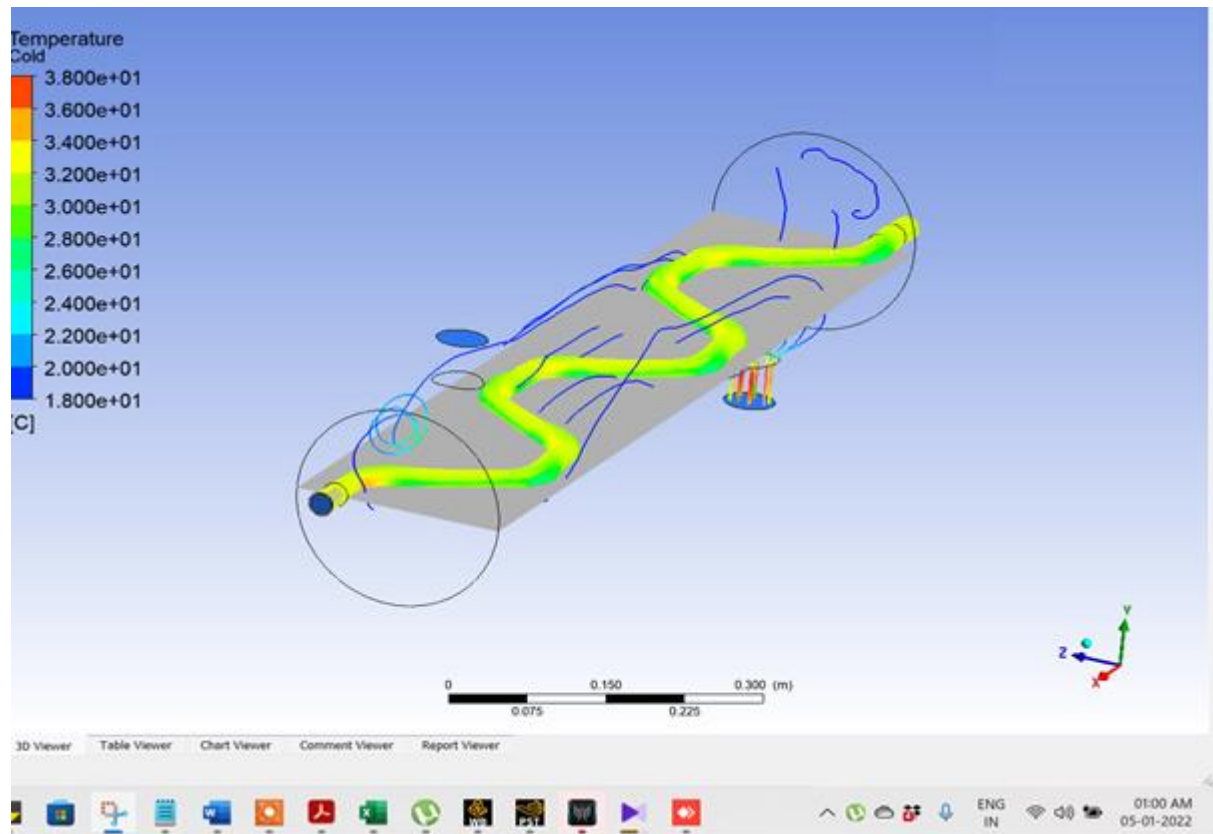 Temperature
Cold
3.800e+01
3.600e+01
3.400e+01
3.200e+01
3.000e+01
2.800e+01
2.600e+01
2.400e+01
2.200e+01
2.000e+01
1.800e+01
[C]
Y
Z
X
0 0.150 0.300 (m)
0.075 0.225
3D Viewer Table Viewer Chart Viewer Comment Viewer Report Viewer
W X WB PST
ENG 01:00 AM
IN 05-01-2022